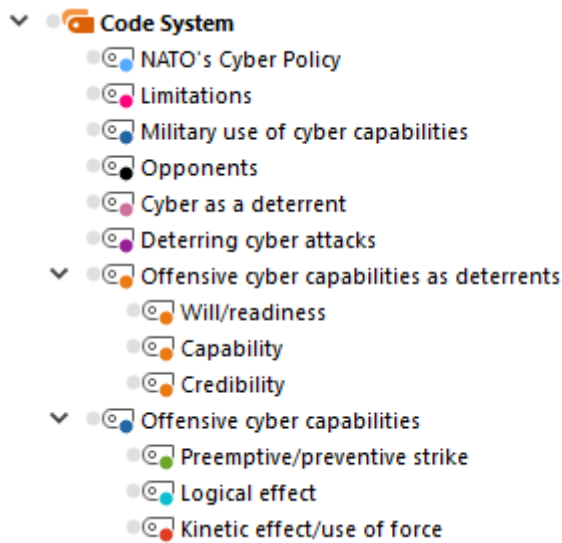 Code System
NATO's Cyber Policy
Limitations
Military use of cyber capabilities
Opponents
Cyber as a deterrent
Deterring cyber attacks
Offensive cyber capabilities as deterrents
Will/readiness
Capability
Credibility
Offensive cyber capabilities
Preemptive/preventive strike
Logical effect
Kinetic effect/use of force